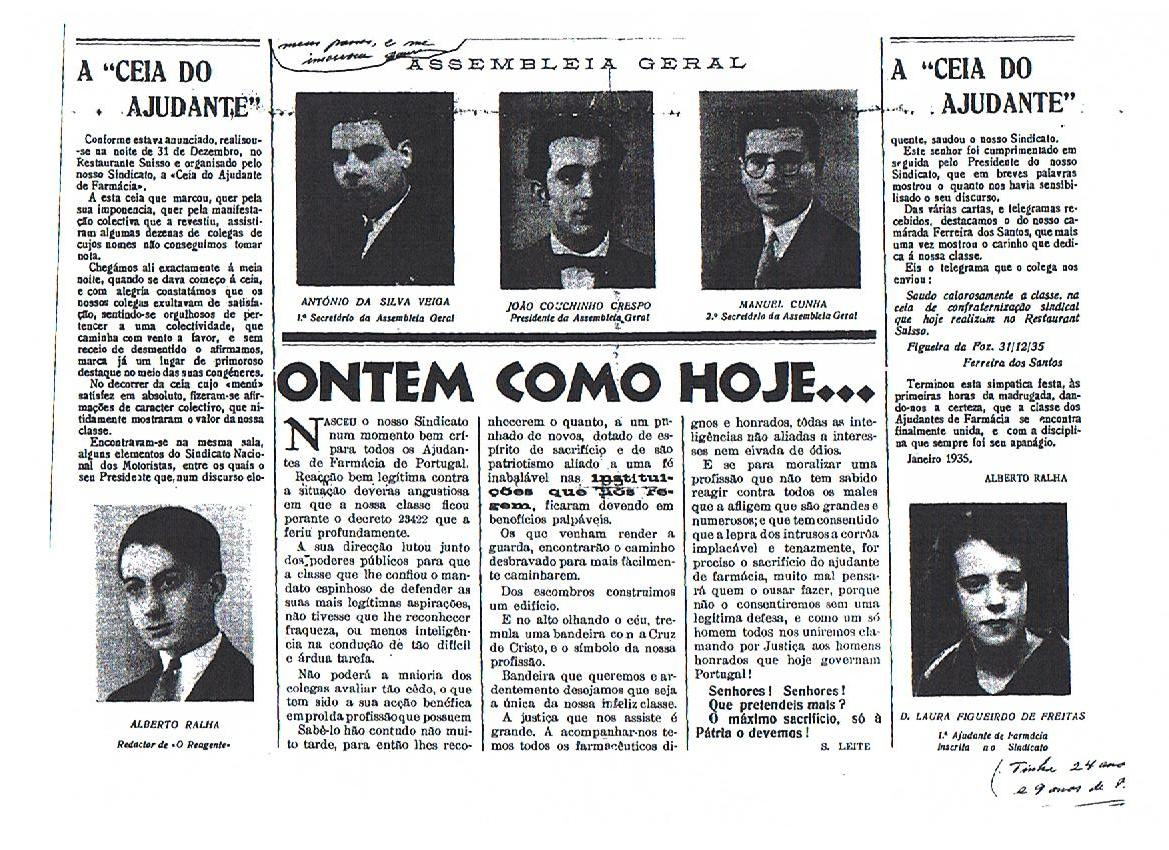 A "CEIA DO
AJUDANTE"
Conforme estava anunciado, realisou-
-se na noite de 31 de Dezembro, no
Restaurante Suisso e organisado pelo
nosso Sindicato, a «Ceia do Ajudante
de Farmácia».
A esta ceia que marcou, quer pela
sua imponencia, quer pela manifesta-
ção colectiva que a revestiu, assisti-
ram algumas dezenas de colegas de
cujos nomes não conseguimos tomar
nota.
Chegámos ali exactamente á meia
noite, quando se dava começo á ceia,
e com alegria constatámos que os
nossos colegas exultavam de satisfa-
ção, sentindo-se orgulhosos de per-
tencer a uma colectividade, que
caminha com vento a favor, e sem
receio de desmentido o afirmamos,
marca já um lugar de primoroso
destaque no meio das suas congéneres.
No decorrer da ceia cujo «menú»
satisfez em absoluto, fizeram-se afir-
mações de caracter colectivo, que ni-
tidamente mostraram o valor da nossa
classe.
Encontravam-se na mesma sala,
alguns elementos do Sindicato Nacio-
nal dos Motoristas, entre os quais o
seu Presidente que, num discurso elo-
ALBERTO RALHA
Redactor de «O Reagente»
e me
ASSEMBLEIA GERAL
ANTÓNIO DA SILVA VEIGA
1.º Secretário da Assembleia Geral
JOÃO COUCHINHO CRESPO
Presidente da Assembleia Geral
MANUEL CUNHA
2.º Secretário da Assembleia Geral
ONTEM COMO HOJE...
NASCEU o nosso Sindicato
num momento bem cri-
para todos os Ajudan-
tes de Farmácia de Portugal.
Reacção bem legítima contra
a situação deveras angustiosa
em que a nossa classe ficou
perante o decreto 23422 que a
feriu profundamente.
A sua direcção lutou junto
dos poderes públicos para que
a classe que lhe confiou o man-
dato espinhoso de defender as
suas mais legítimas aspirações,
não tivesse que lhe reconhecer
fraqueza, ou menos inteligên-
cia na condução de tão difícil
e árdua tarefa.
Não poderá a maioria dos
colegas avaliar tão cêdo, o que
tem sido a sua acção benéfica
em prol da profissão que possuem
Sabê-lo hão contudo não mui-
to tarde, para então lhes reco-
nhecerem o quanto, a um pu-
nhado de novos, dotado de es-
pírito de sacrifício e de são
patriotismo aliado a uma fé
inabalável nas Institui-
ções que nos re-
gem, ficaram devendo em
benefícios palpáveis.
Os que venham render a
guarda, encontrarão o caminho
desbravado para mais fàcilmen-
te caminharem.
Dos escombros construimos
um edifício.
E no alto olhando o céu, tre-
mula uma bandeira con a Cruz
de Cristo, e o símbolo da nossa
profissão.
Bandeira que queremos e ar-
dentemente desojamos que seja
a única da nossa infeliz classe.
A justiça que nos assiste é
grande. A acompanhar-nos te-
mos todos os farmacêuticos di-
gnos e honrados, tôdas as inte-
ligências não aliadas a interes-
ses nem eivada de ódios.
E se para moralizar uma
profissão que não tem sabido
reagir contra todos os males
que a afligem que são grandes e
numerosos; e que tem consentido
que a lepra dos intrusos a corrôa
implacável e tenazmente, for
preciso o sacrifício do ajudante
de farmácia, muito mal pensa-
rá quem o ousar fazer, porque
não o consentiremos sem uma
legítima defesa, e como um só
homem todos nos uniremos cla-
mando por Justiça aos homens
honrados que hoje governam
Portugal!
Senhores! Senhores!
Que pretendeis mais?
O máximo sacrifício, só à
Pátria o devemos!
S. LEITE
A "CEIA DO
AJUDANTE"
quente, saudou o nosso Sindicato.
Este senhor foi cumprimentado em
seguida pelo Presidente do nosso
Sindicato, que em breves palavras
mostrou o quanto nos havia sensibi-
lisado o seu discurso.
Das várias cartas, e telegramas re-
cebidos, destacamos o do nosso ca-
márada Ferreira dos Santos, que mais
uma vez mostrou o carinho que dedi-
ca á nossa classe.
Eis o telegrama que o colega nos
enviou:
Saudo calorosamente a classe, na
ceia de confraternização sindical
que hoje realizam no Restaurant
Suisso.
Figueira da Foz. 31/12/35
Ferreira dos Santos
Terminou esta simpatica festa, às
primeiras horas da madrugada, dan-
do-nos a certeza, que a classe dos
Ajudantes de Farmácia se encontra
finalmente unida, e com a discipli-
na que sempre foi seu apanágio.
Janeiro 1935.
ALBERTO RALHA
D. LAURA FIGUEIRDO DE FREITAS
1.ª Ajudante de Farmácia
inscrita no Sindicato
Tinha 24 anos
e 9 anos de P.